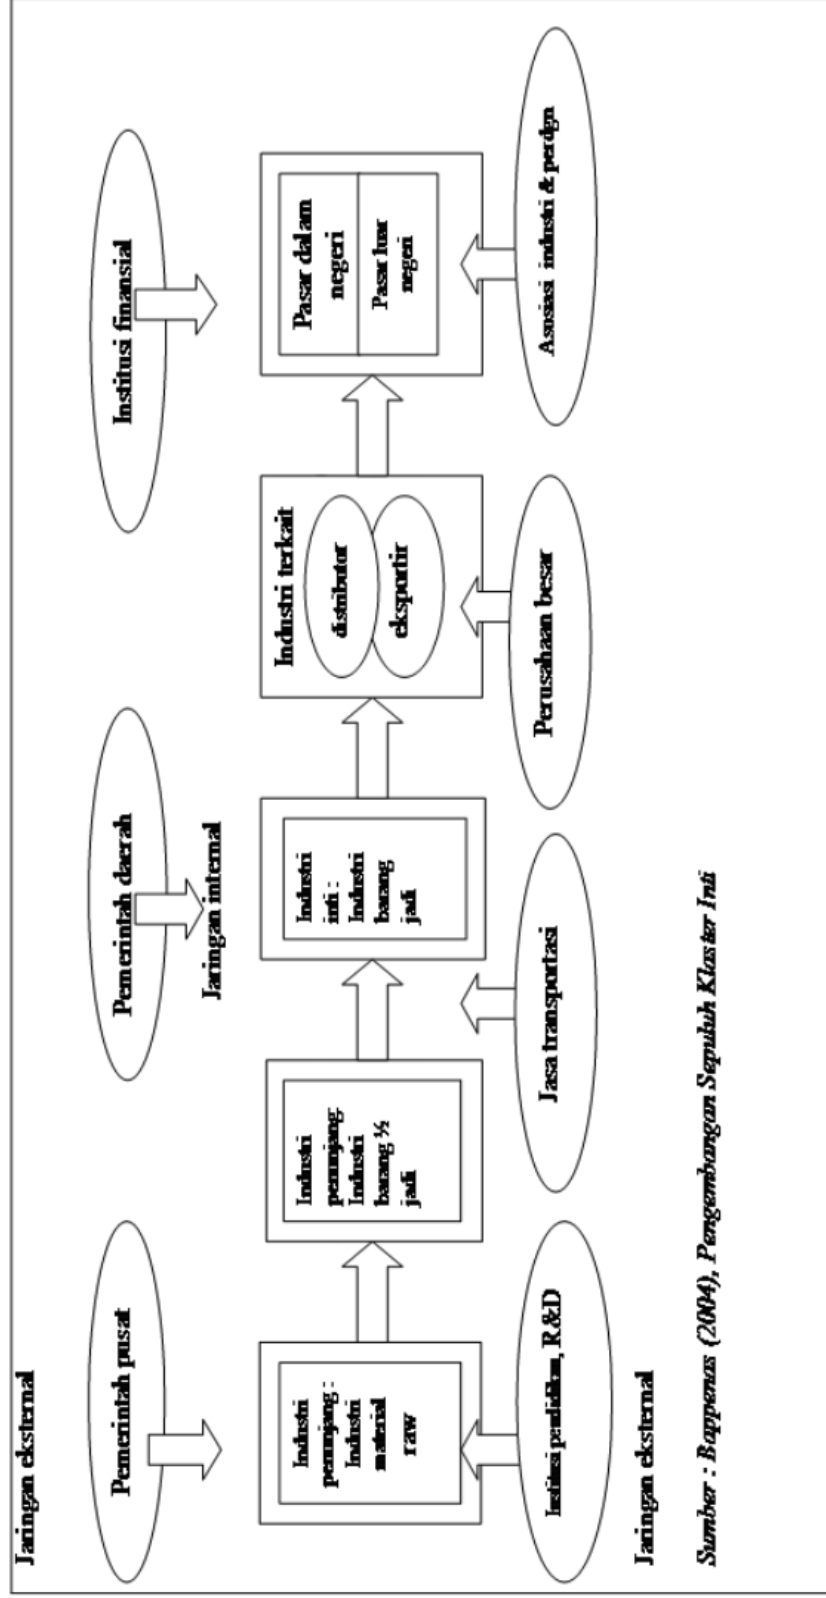 Jaringan eksternal
Pemerintah pusat
Pemerintah daerah
Institusi finansial
Jaringan internal
Industri
penunjang :
Industri
material
raw
Industri
penunjang:
Industri
barang ½
jadi
Industri
inti :
Industri
barang
jadi
Industri terkait
distributor
eksportir
Pasar dalam
negeri
Pasar luar
negeri
Institusi pendidikan, R&D
Jasa transportasi
Perusahaan besar
Asosiasi industri & perdgn
Jaringan eksternal
Sumber : Bappenas (2004), Pengembangan Sepuluh Klaster Inti